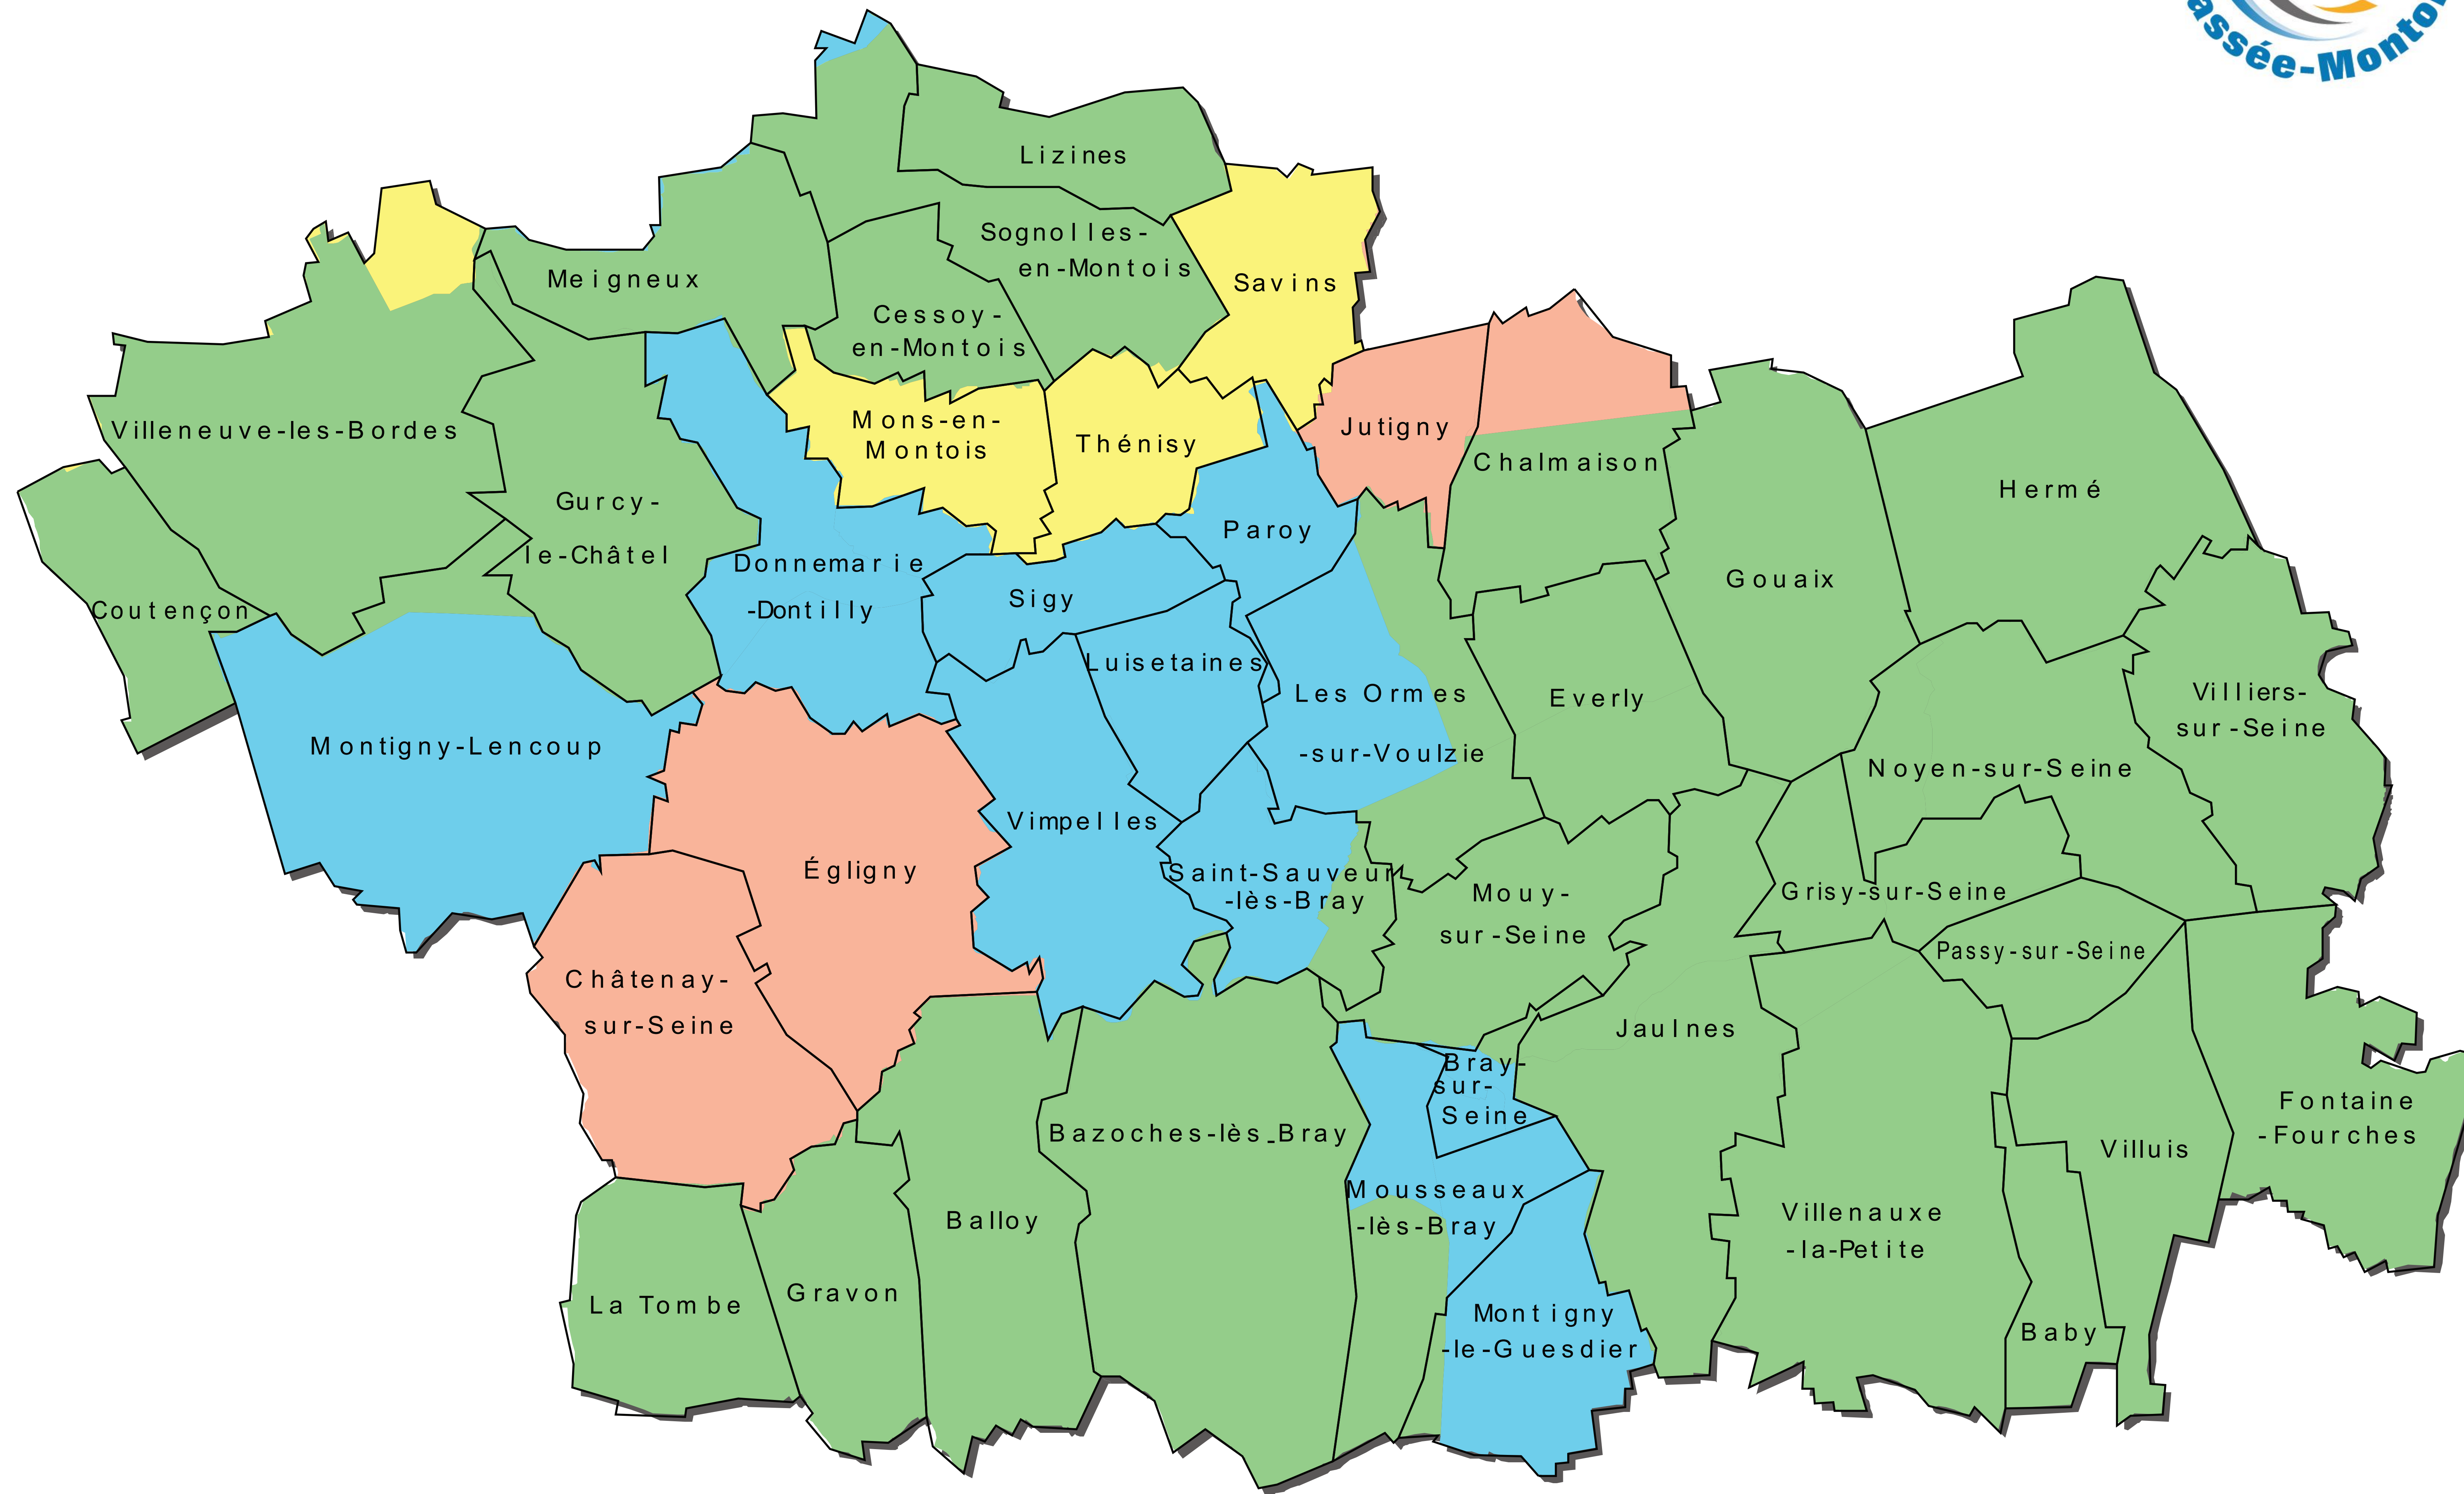 assée-Monto
Lizines
Sognolles-
en-Montois
Meigneux
Savins
Cessoy-
en-Montois
Villeneuve-les-Bordes
Mons-en-
Montois
Thénisy
Jutigny
Chalmaison
Hermé
Gurcy-
le-Châtel
Paroy
Donnemarie
-Dontilly
Gouaix
Coutençon
Sigy
Luisetaines
Les Ormes
-sur-Voulzie
Everly
Villiers-
sur-Seine
Montigny-Lencoup
Noyen-sur-Seine
Vimpelles
Égligny
Saint-Sauveur
-lès-Bray
Mouy-
sur-Seine
Grisy-sur-Seine
Passy-sur-Seine
Châtenay-
sur-Seine
Jaulnes
Bray-
sur-
Seine
Fontaine
-Fourches
Bazoches-lès_Bray
Villuis
Mousseaux
-lès-Bray
Balloy
Villenauxe
-la-Petite
La Tombe
Gravon
Montigny
-le-Guesdier
Baby